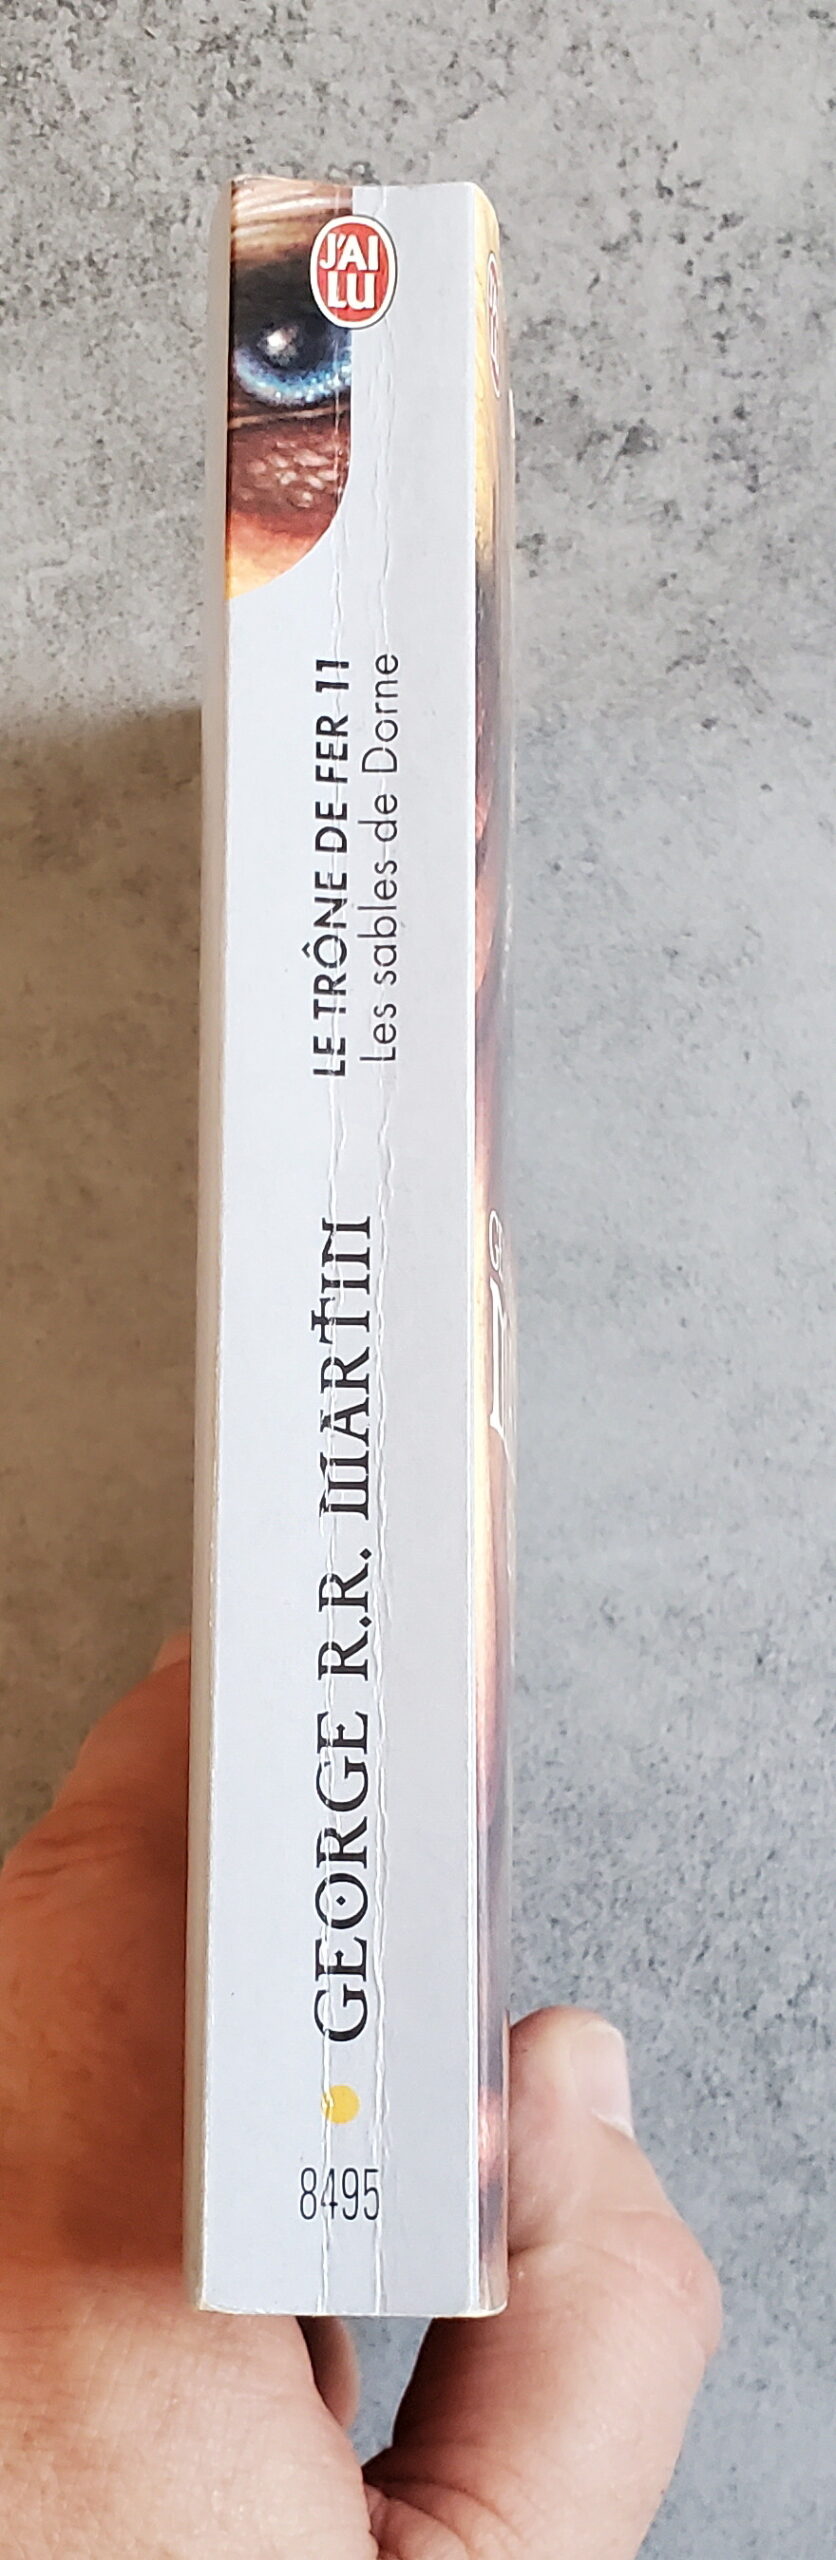 J'AI
LU
LE TRÔNE DE FER 11
Les sables de Dorne
GEORGE R.R. MARTIN
8495